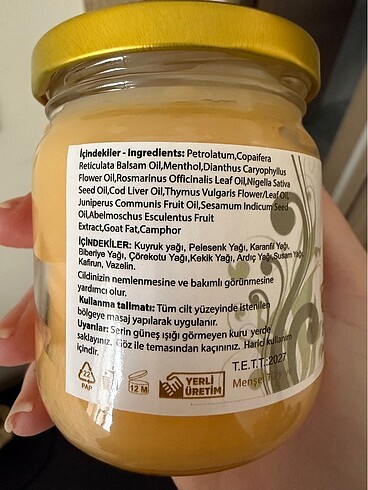 İçindekiler - Ingredients: Petrolatum,Copaifera
Reticulata Balsam Oil,Menthol,Dianthus Caryophyllus
Flower Oil,Rosmarinus Officinalis Leaf Oil,Nigella Sativa
Seed Oil,Cod Liver Oil,Thymus Vulgaris Flower/Leaf Oil,
Juniperus Communis Fruit Oil,Sesamum Indicum Seed
Oil,Abelmoschus Esculentus Fruit
Extract,Goat Fat,Camphor
İÇİNDEKİLER: Kuyruk yağı, Pelesenk Yağı, Karanfil Yağı,
Biberiye Yağı, Çörekotu Yağı,Kekik Yağı, Ardıç Yağı Susam Yağı,
Kafirun, Vazelin.
Cildinizin nemlenmesine ve bakımlı görünmesine
yardımcı olur.
Kullanma talimatı: Tüm cilt yüzeyinde istenilen
bölgeye masaj yapılarak uygulanır.
Uyarılar: Serin güneş ışığı görmeyen kuru yerde
saklayınız. Göz ile temasından kaçınınız. Harici kullanım
içindir.
T.E.T.T:2027
Menşei
22
PAP
12 M
YERLİ
ÜRETİM